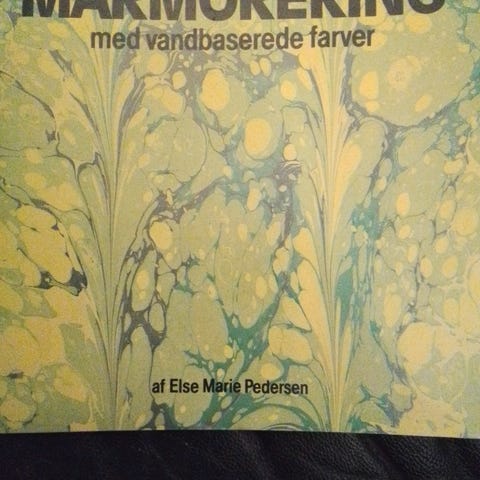 MARMORERING
med vandbaserede farver
af Else Marie Pedersen